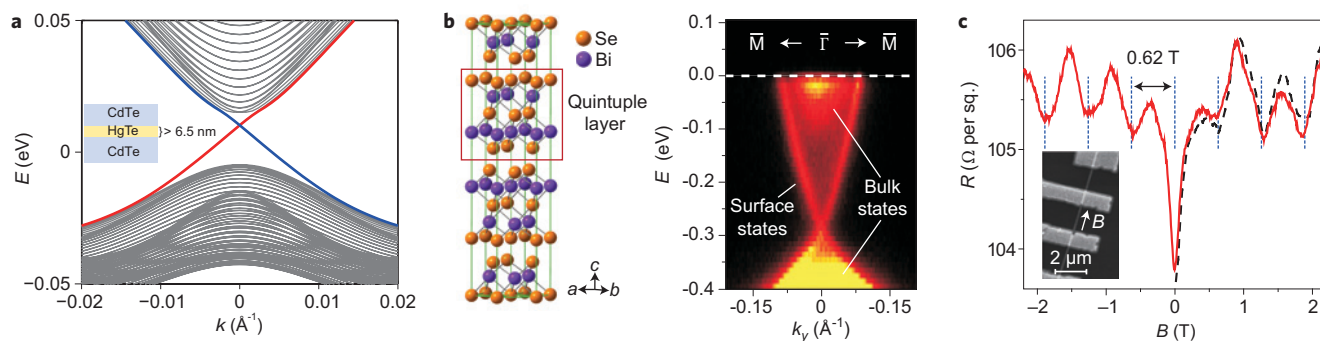 a
0.05
0
−0.05
E (eV)
CdTe
HgTe
CdTe
} > 6.5 nm
−0.02
−0.01
0
0.01
0.02
k (Å⁻¹)
b
Se
Bi
Quintuple
layer
c
a
b
0.1
0.0
-0.1
-0.2
-0.3
-0.4
E (eV)
M̄ ← Γ̄ → M̄
Surface
states
Bulk
states
-0.15
0
-0.15
k_y (Å⁻¹)
c
106
105
104
R (Ω per sq.)
0.62 T
B
2 μm
−2
−1
0
1
2
B (T)